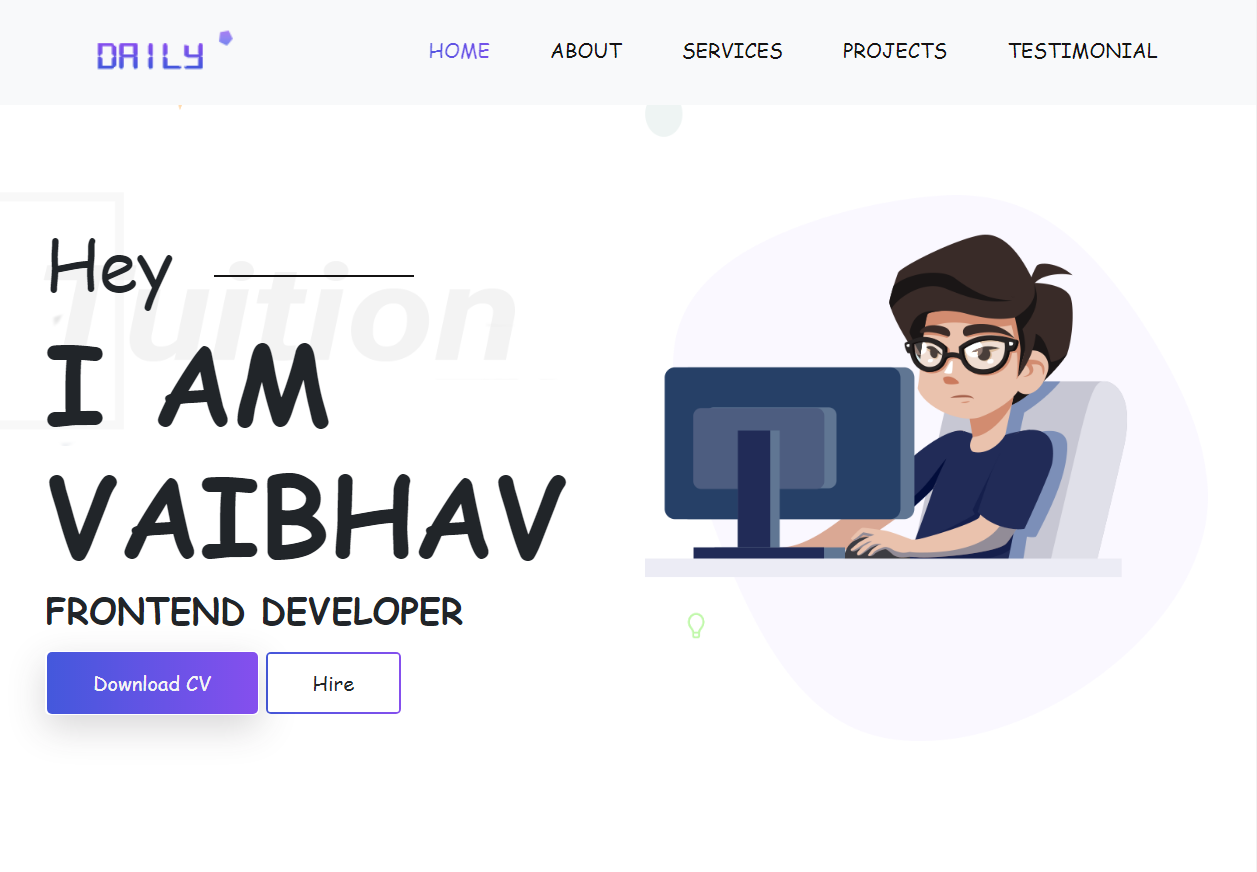 DAILY
HOME ABOUT SERVICES PROJECTS TESTIMONIAL
Hey
Tuition
I AM
VAIBHAV
FRONTEND DEVELOPER
Download CV Hire